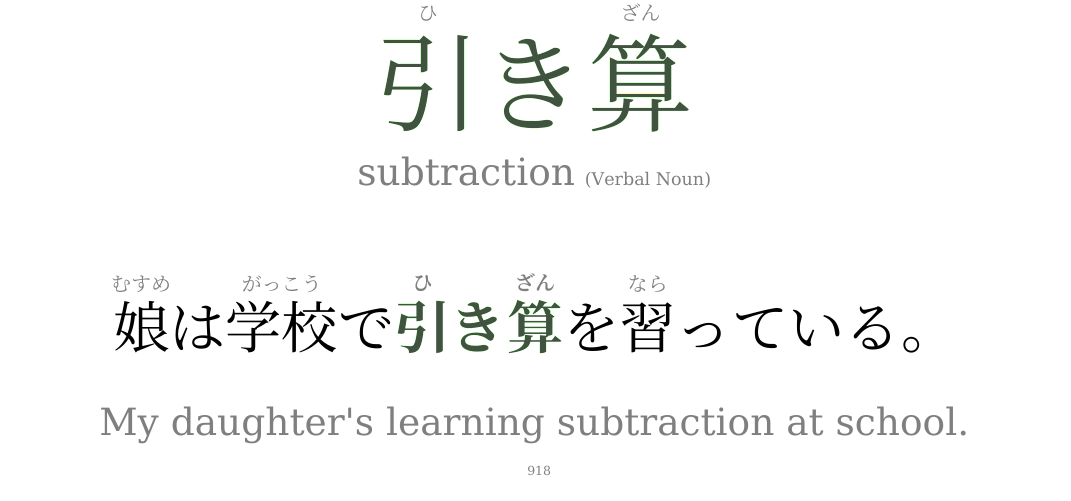 ひ ざん
引き算
subtraction (Verbal Noun)
むすめ がっこう ひ ざん なら
娘は学校で引き算を習っている。
My daughter's learning subtraction at school.
918